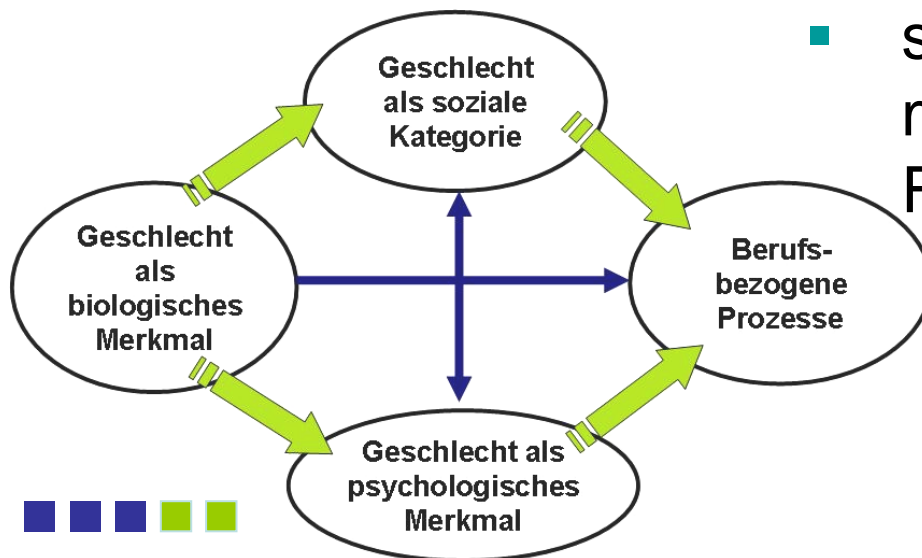 Geschlecht
als soziale
Kategorie
Geschlecht
als
biologisches
Merkmal
Berufs-
bezogene
Prozesse
Geschlecht als
psychologisches
Merkmal